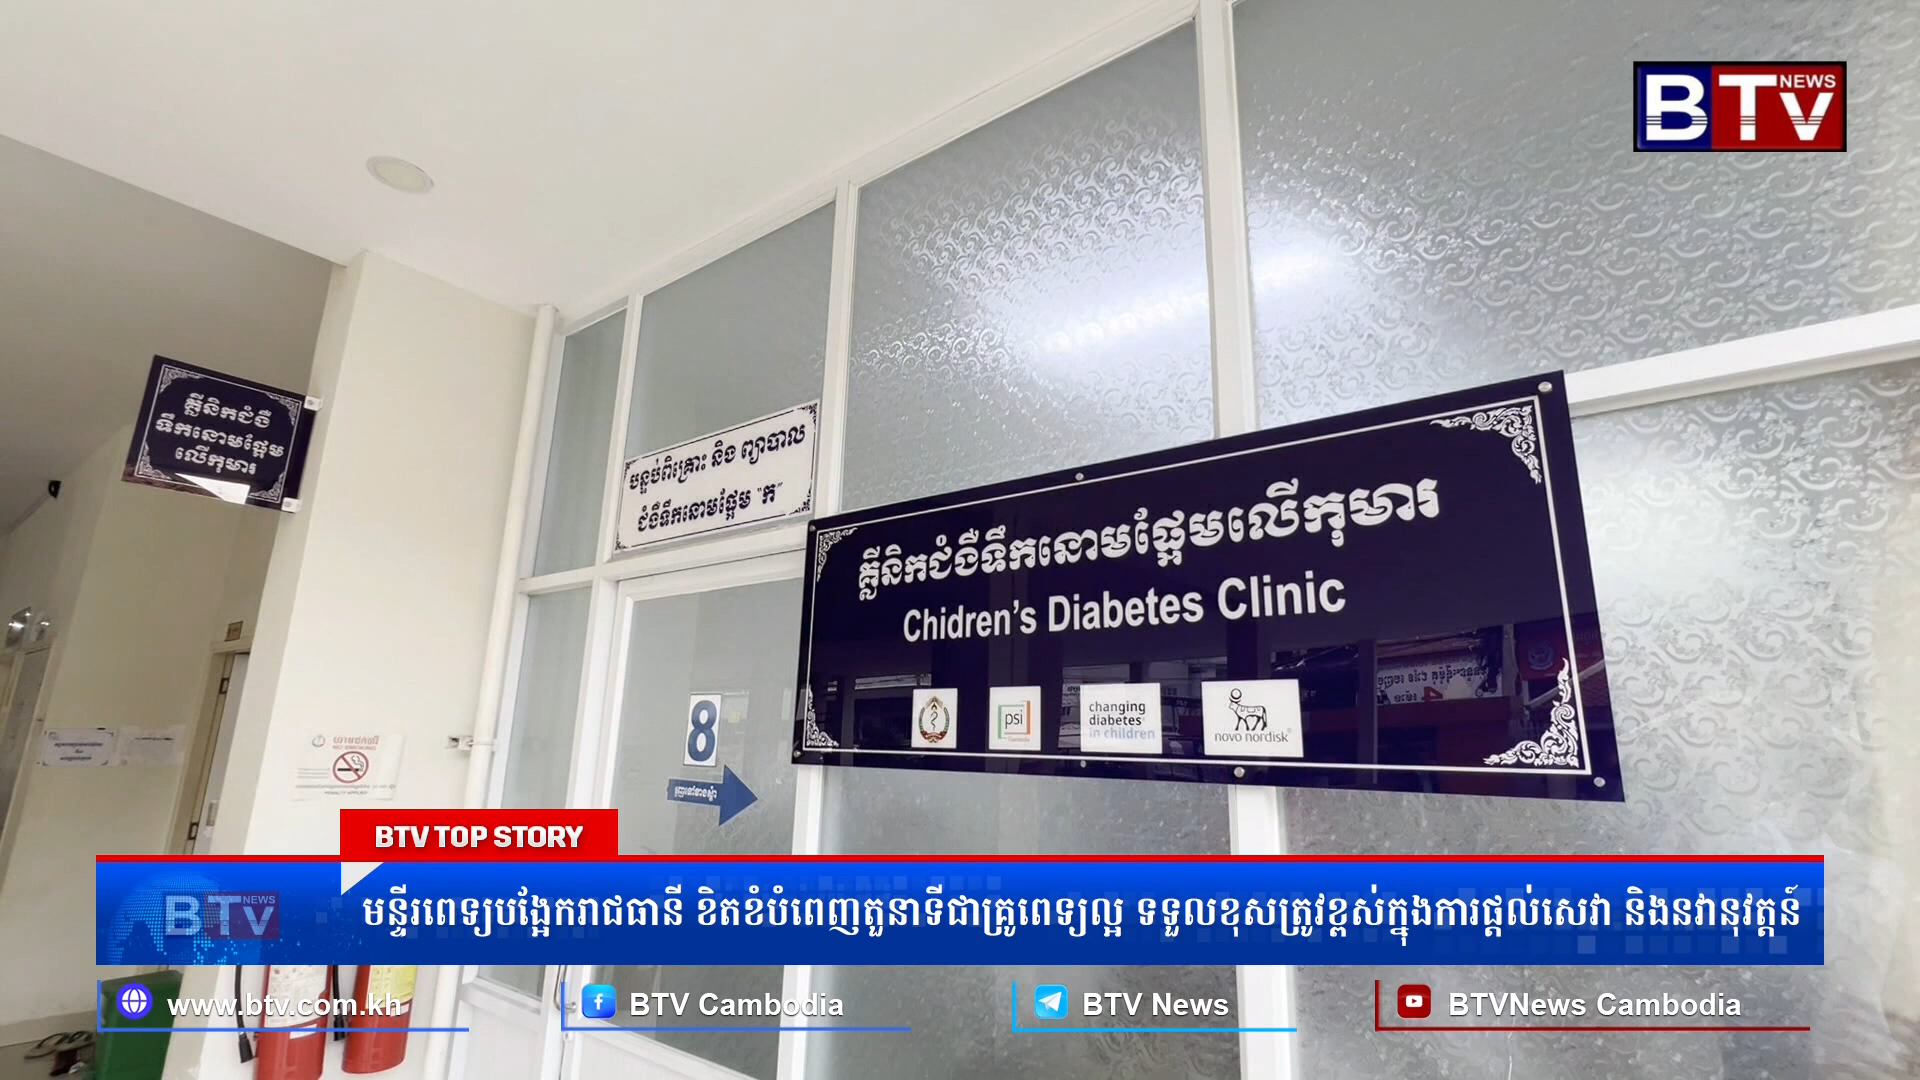 BTV NEWS
គ្លីនិកជំងឺ
ទឹកនោមផ្អែម
លើកុមារ
បន្ទប់ពិគ្រោះ និង ព្យាបាល
ជំងឺទឹកនោមផ្អែម "ក"
គ្លីនិកជំងឺទឹកនោមផ្អែមលើកុមារ
Chidren's Diabetes Clinic
psi
changing
diabetes
in children
novo nordisk
8
BTV TOP STORY
BTV NEWS
មន្ទីរពេទ្យបង្អែករាជធានី ខិតខំបំពេញតួនាទីជាគ្រូពេទ្យល្អ ទទួលខុសត្រូវខ្ពស់ក្នុងការផ្តល់សេវា និងនវានុវត្តន៍
www.btv.com.kh
BTV Cambodia
BTV News
BTVNews Cambodia